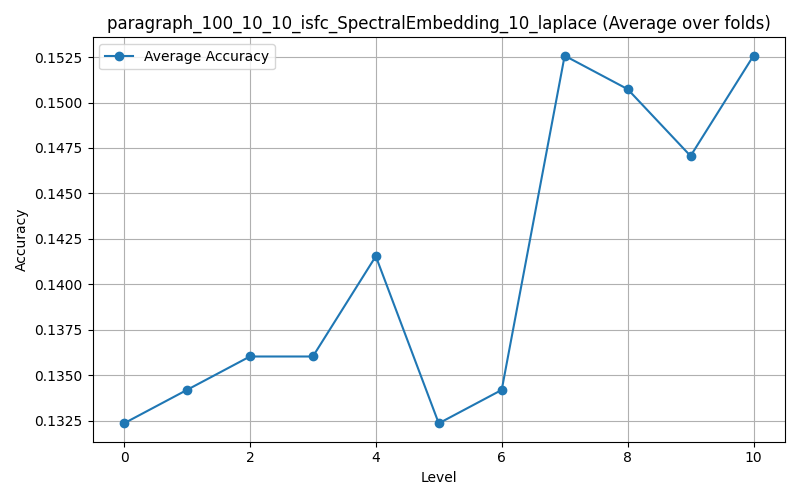 paragraph_100_10_10_isfc_SpectralEmbedding_10_laplace (Average over folds)
Average Accuracy
0.1525
0.1500
0.1475
0.1450
0.1425
0.1400
0.1375
0.1350
0.1325
Accuracy
0 2 4 6 8 10
Level